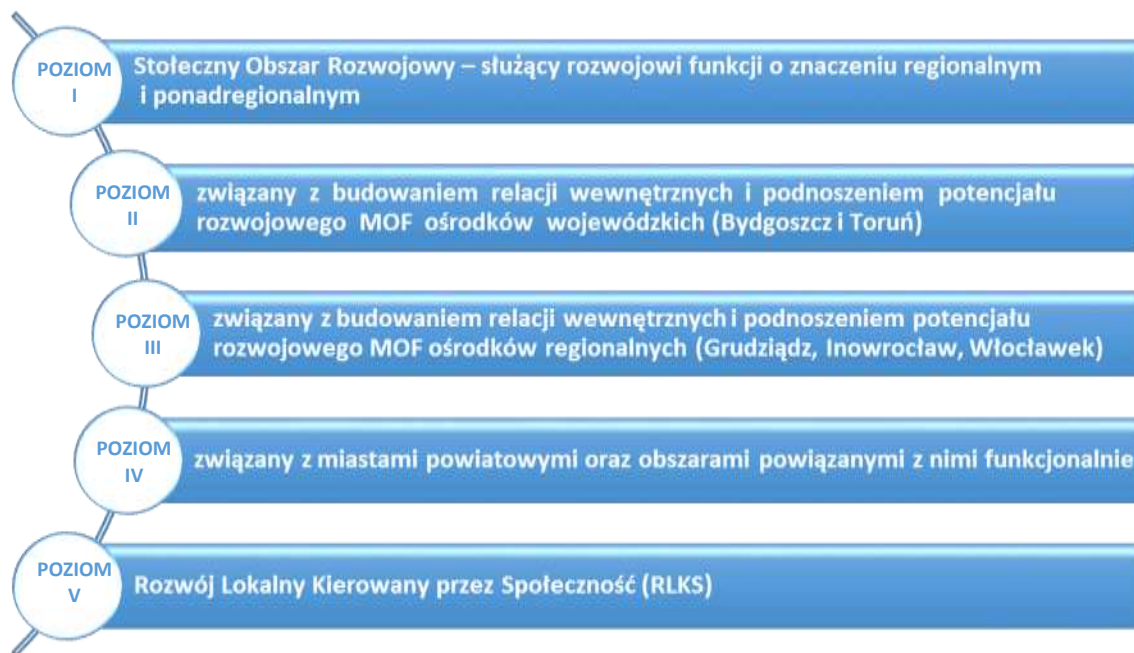 POZIOM
I
Stołeczny Obszar Rozwojowy – służący rozwojowi funkcji o znaczeniu regionalnym
i ponadregionalnym
POZIOM
II
związany z budowaniem relacji wewnętrznych i podnoszeniem potencjału
rozwojowego MOF ośrodków wojewódzkich (Bydgoszcz i Toruń)
POZIOM
III
związany z budowaniem relacji wewnętrznych i podnoszeniem potencjału
rozwojowego MOF ośrodków regionalnych (Grudziądz, Inowrocław, Włocławek)
POZIOM
IV
związany z miastami powiatowymi oraz obszarami powiązanymi z nimi funkcjonalnie
POZIOM
V
Rozwój Lokalny Kierowany przez Społeczność (RLKS)